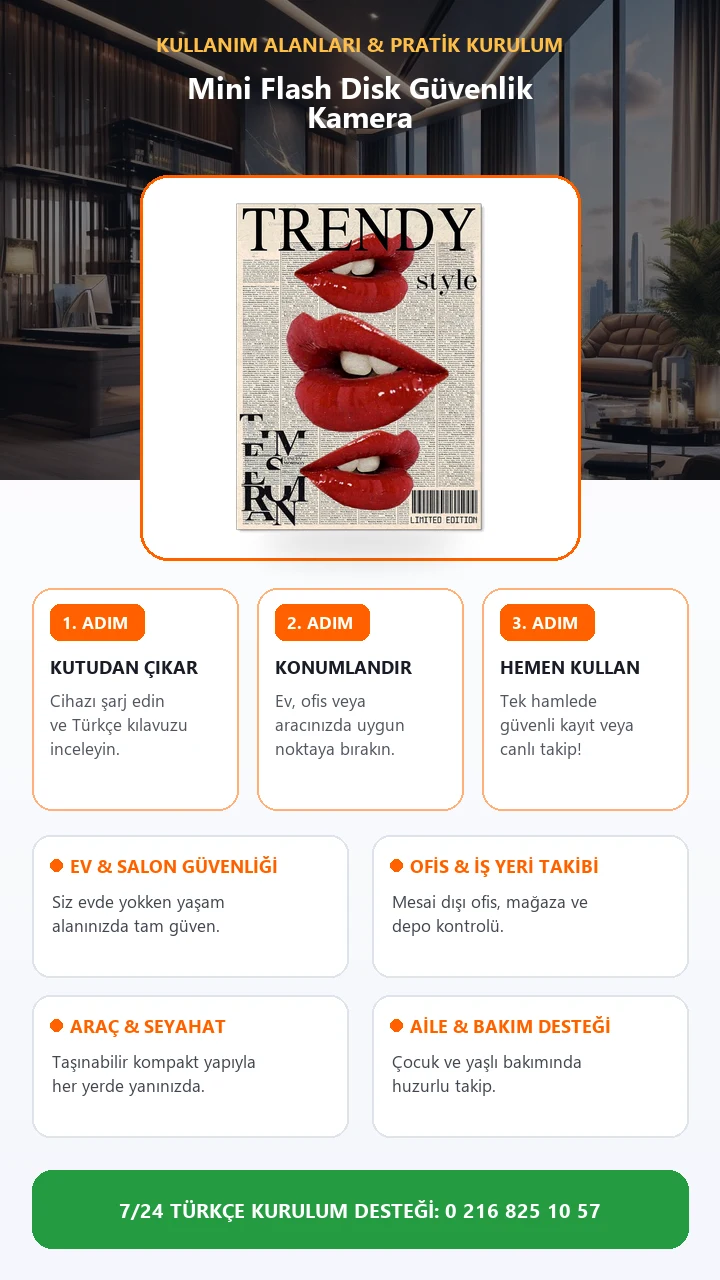 KULLANIM ALANLARI & PRATİK KURULUM
Mini Flash Disk Güvenlik
Kamera
TRENDY
style
LIMITED EDITION
1. ADIM
KUTUDAN ÇIKAR
Cihazı şarj edin
ve Türkçe kılavuzu
inceleyin.
2. ADIM
KONUMLANDIR
Ev, ofis veya
aracınızda uygun
noktaya bırakın.
3. ADIM
HEMEN KULLAN
Tek hamlede
güvenli kayıt veya
canlı takip!
EV & SALON GÜVENLİĞİ
Siz evde yokken yaşam
alanınızda tam güven.
OFİS & İŞ YERİ TAKİBİ
Mesai dışı ofis, mağaza ve
depo kontrolü.
ARAÇ & SEYAHAT
Taşınabilir kompakt yapıyla
her yerde yanınızda.
AİLE & BAKIM DESTEĞİ
Çocuk ve yaşlı bakımında
huzurlu takip.
7/24 TÜRKÇE KURULUM DESTEĞİ: 0 216 825 10 57